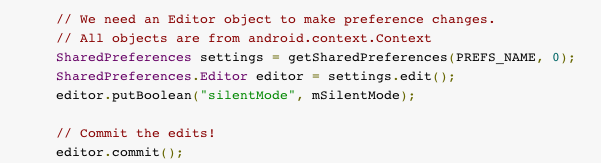 // We need an Editor object to make preference changes.
// All objects are from android.context.Context
SharedPreferences settings = getSharedPreferences(PREFS_NAME, 0);
SharedPreferences.Editor editor = settings.edit();
editor.putBoolean("silentMode", mSilentMode);
// Commit the edits!
editor.commit();